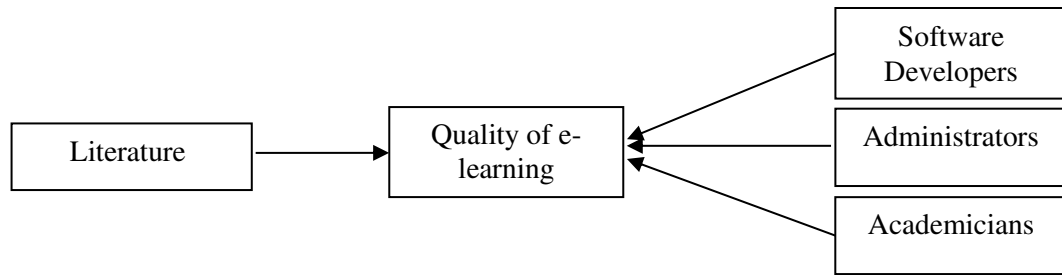 Literature
Quality of e-
learning
Software
Developers
Administrators
Academicians